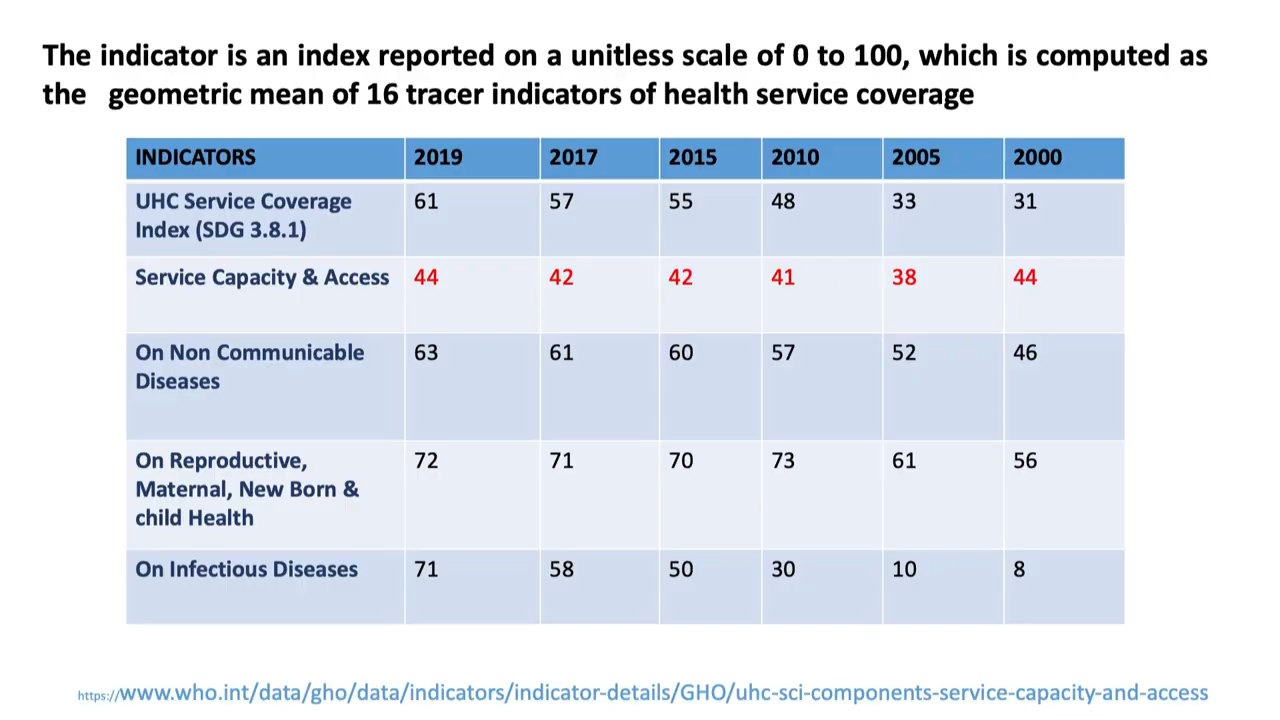 The indicator is an index reported on a unitless scale of 0 to 100, which is computed as
the geometric mean of 16 tracer indicators of health service coverage
INDICATORS 2019 2017 2015 2010 2005 2000
UHC Service Coverage
Index (SDG 3.8.1) 61 57 55 48 33 31
Service Capacity & Access 44 42 42 41 38 44
On Non Communicable
Diseases 63 61 60 57 52 46
On Reproductive,
Maternal, New Born &
child Health 72 71 70 73 61 56
On Infectious Diseases 71 58 50 30 10 8
https://www.who.int/data/gho/data/indicators/indicator-details/GHO/uhc-sci-components-service-capacity-and-access